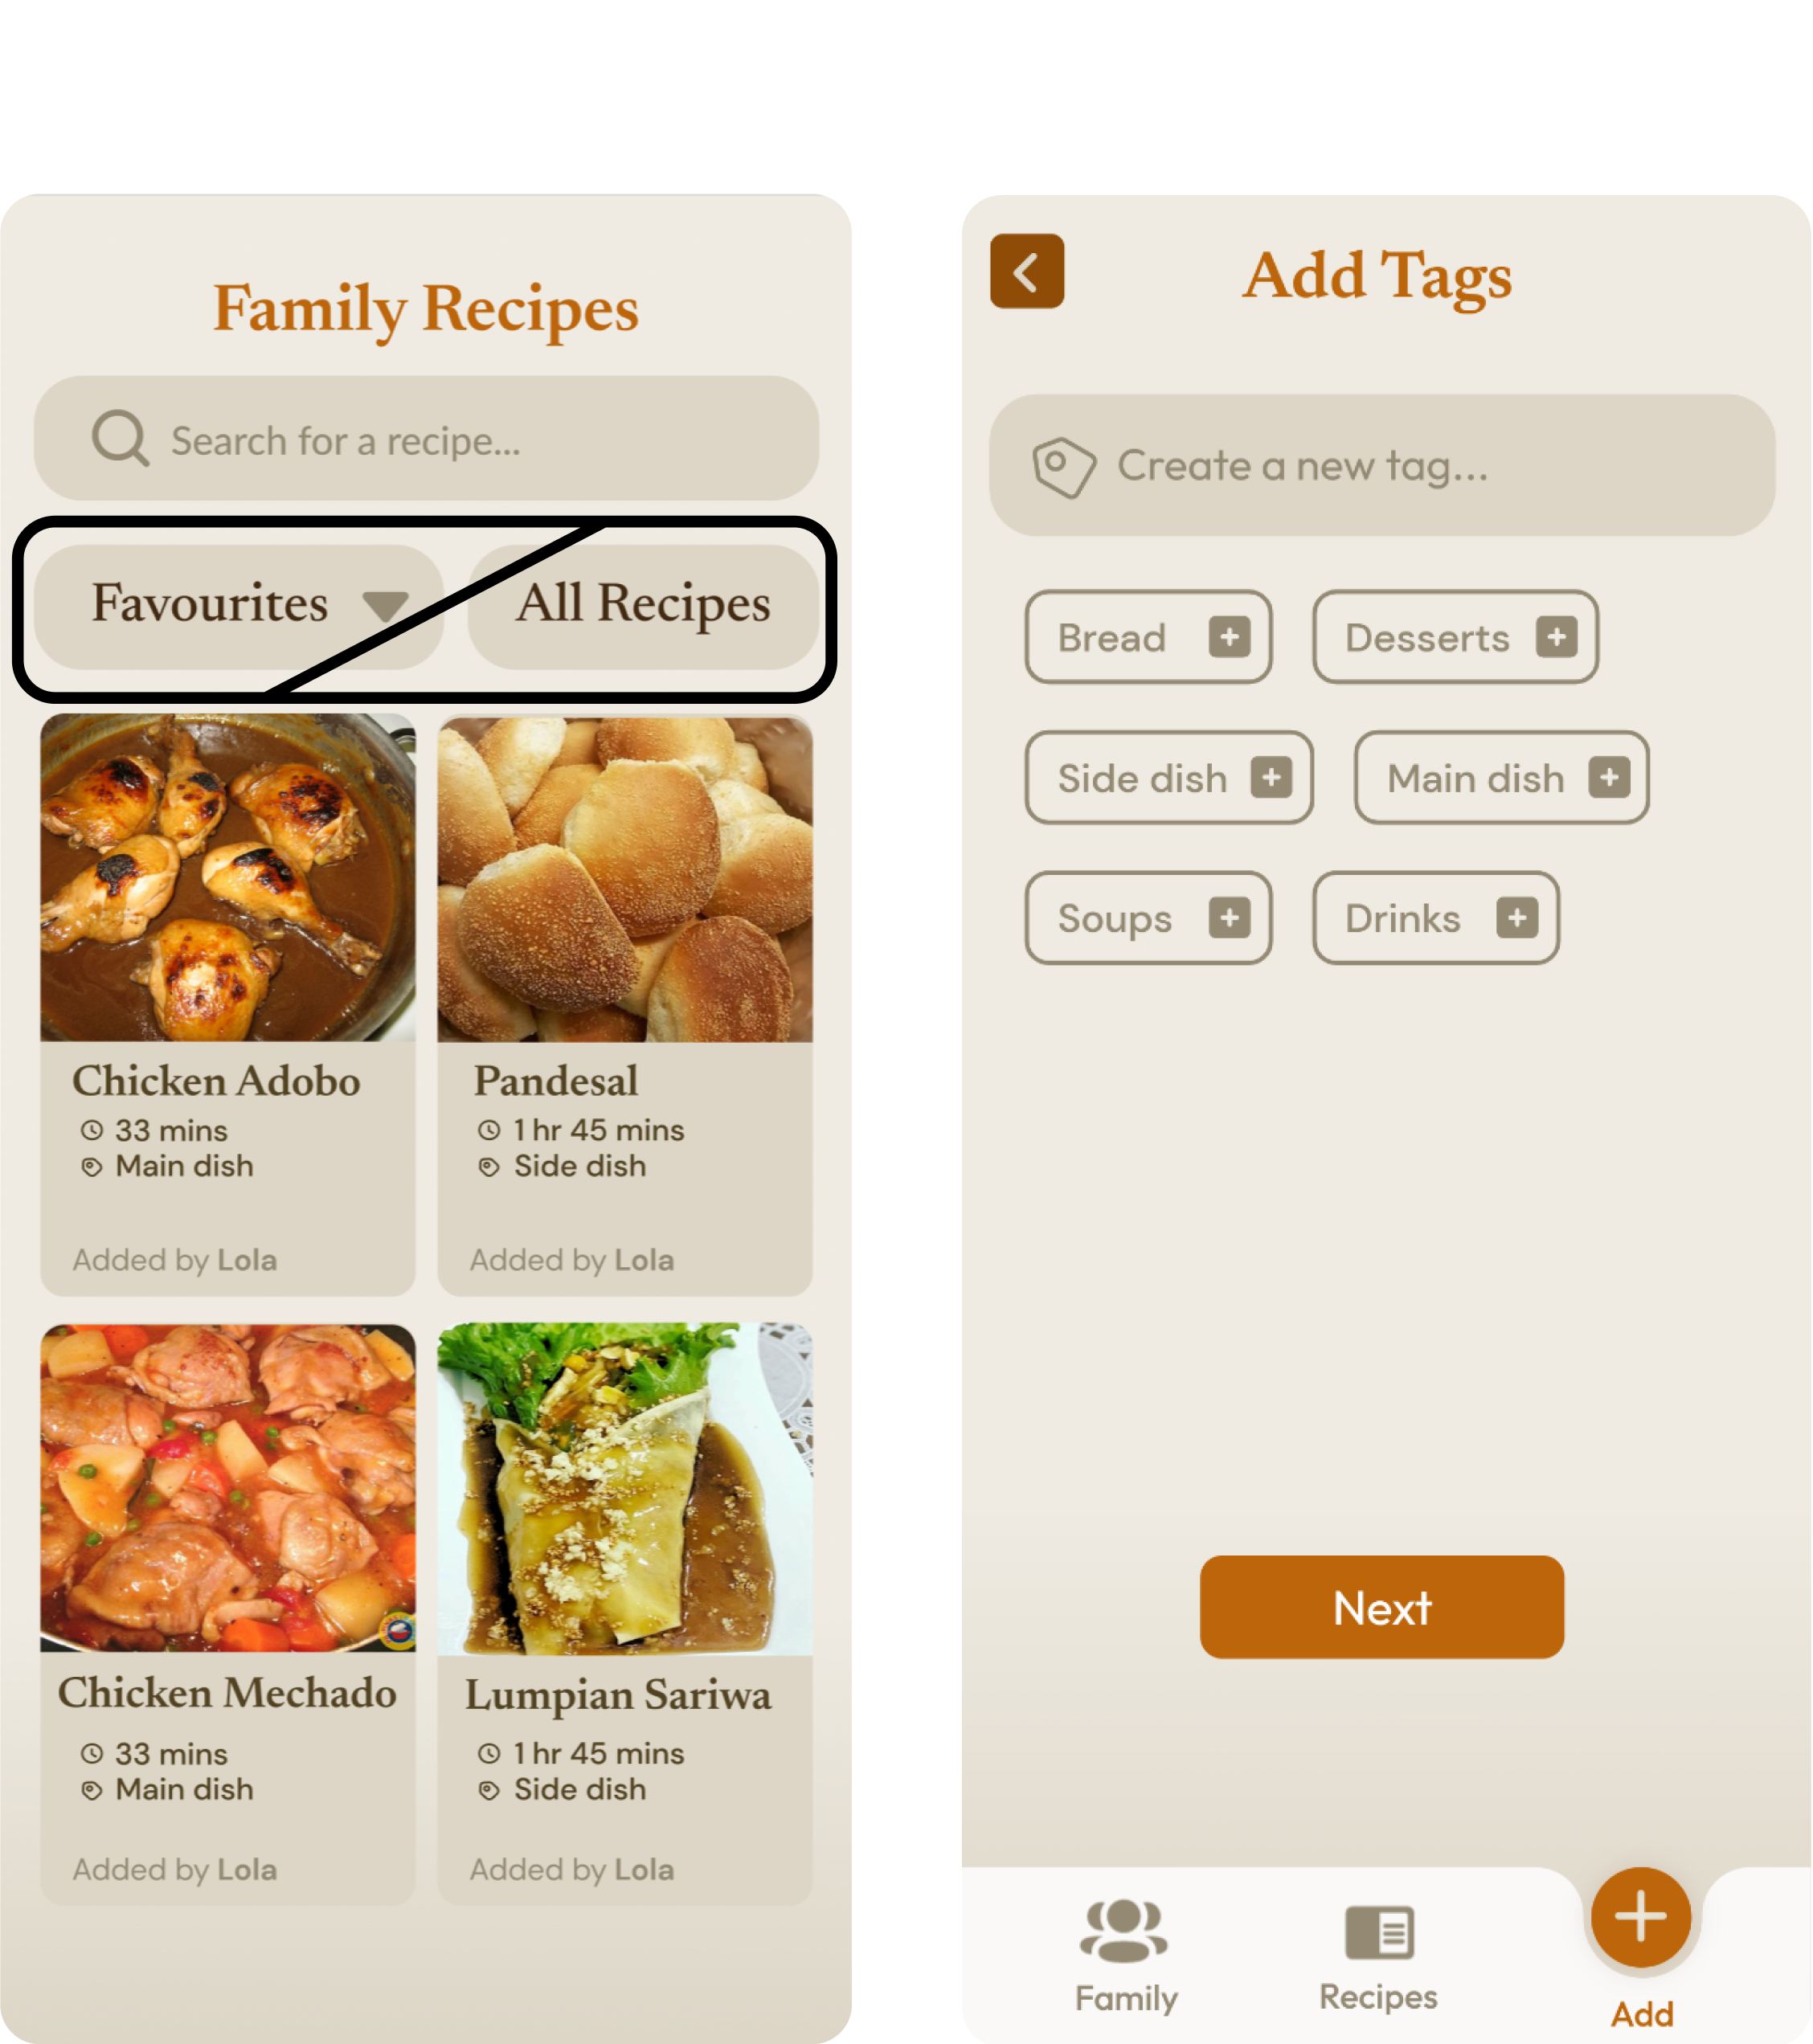 Family Recipes
Search for a recipe...
Favourites
All Recipes
Chicken Adobo
33 mins
Main dish
Added by Lola
Pandesal
1 hr 45 mins
Side dish
Added by Lola
Chicken Mechado
33 mins
Main dish
Added by Lola
Lumpian Sariwa
1 hr 45 mins
Side dish
Added by Lola
Add Tags
Create a new tag...
Bread
Desserts
Side dish
Main dish
Soups
Drinks
Next
Family
Recipes
Add